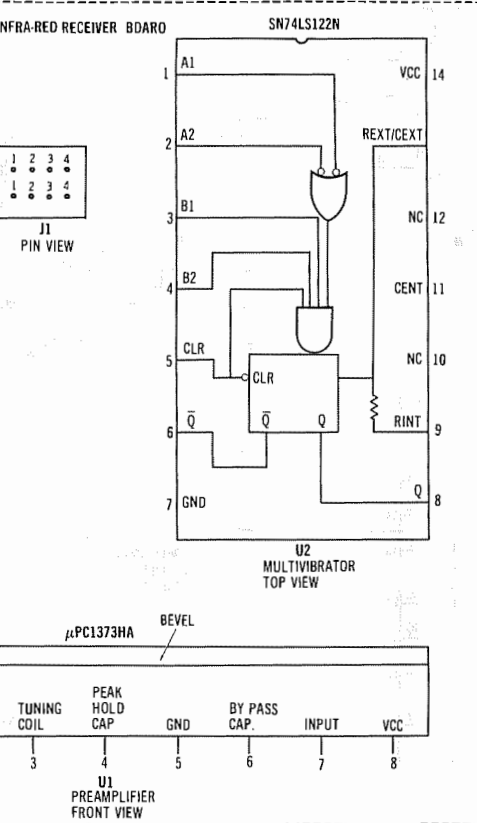 NFRA-RED RECEIVER BDARO
SN74LS122N
1 A1
VCC 14
2 A2
REXT/CEXT
1 2 3 4
1 2 3 4
J1
PIN VIEW
3 B1
NC 12
4 B2
CENT 11
5 CLR
NC 10
CLR
6 Q̅
Q̅ Q
RINT 9
7 GND
Q 8
U2
MULTIVIBRATOR
TOP VIEW
µPC1373HA
BEVEL
TUNING
COIL
PEAK
HOLD
CAP
GND
BY PASS
CAP.
INPUT
VCC
3 4 5 6 7 8
U1
PREAMPLIFIER
FRONT VIEW